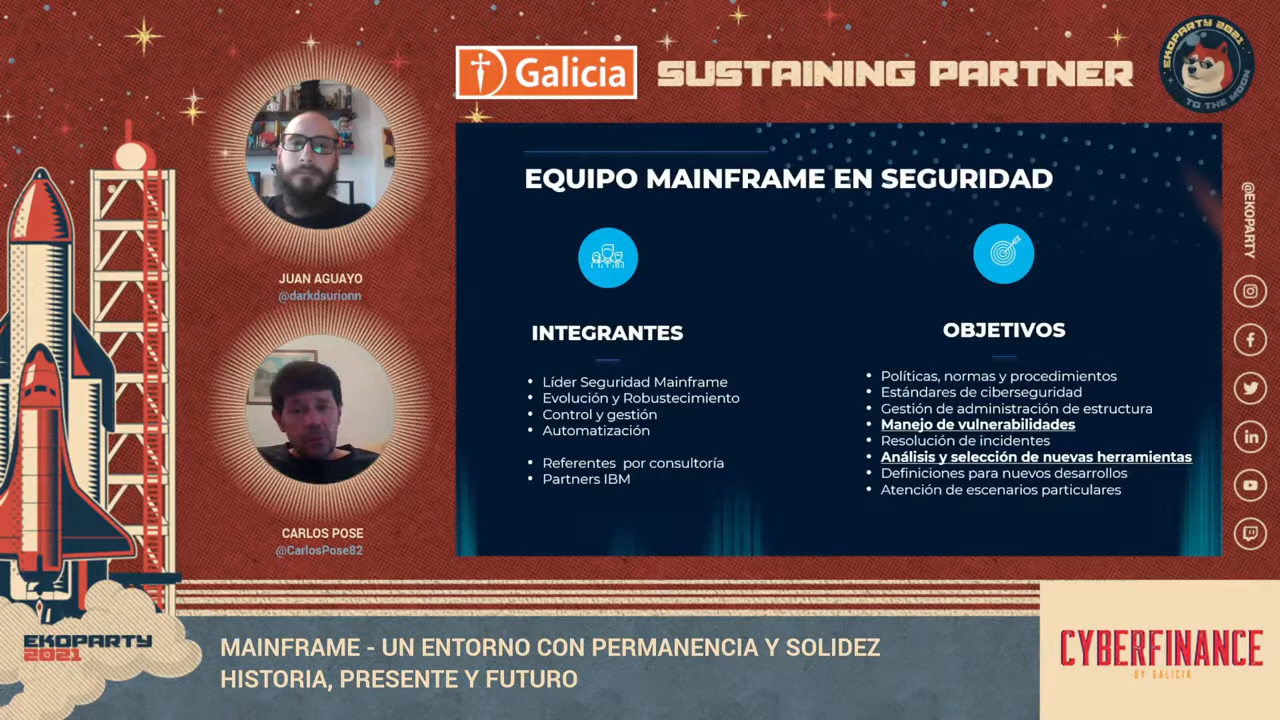 Galicia
SUSTAINING PARTNER
EKOPARTY 2021
TO THE MOON
JUAN AGUAYO
@darkdsurionn
CARLOS POSE
@CarlosPose82
EQUIPO MAINFRAME EN SEGURIDAD
INTEGRANTES
• Líder Seguridad Mainframe
• Evolución y Robustecimiento
• Control y gestión
• Automatización
• Referentes por consultoría
• Partners IBM
OBJETIVOS
• Políticas, normas y procedimientos
• Estándares de ciberseguridad
• Gestión de administración de estructura
• Manejo de vulnerabilidades
• Resolución de incidentes
• Análisis y selección de nuevas herramientas
• Definiciones para nuevos desarrollos
• Atención de escenarios particulares
@EKOPARTY
EKOPARTY
2021
MAINFRAME - UN ENTORNO CON PERMANENCIA Y SOLIDEZ
HISTORIA, PRESENTE Y FUTURO
CYBERFINANCE
BY GALICIA